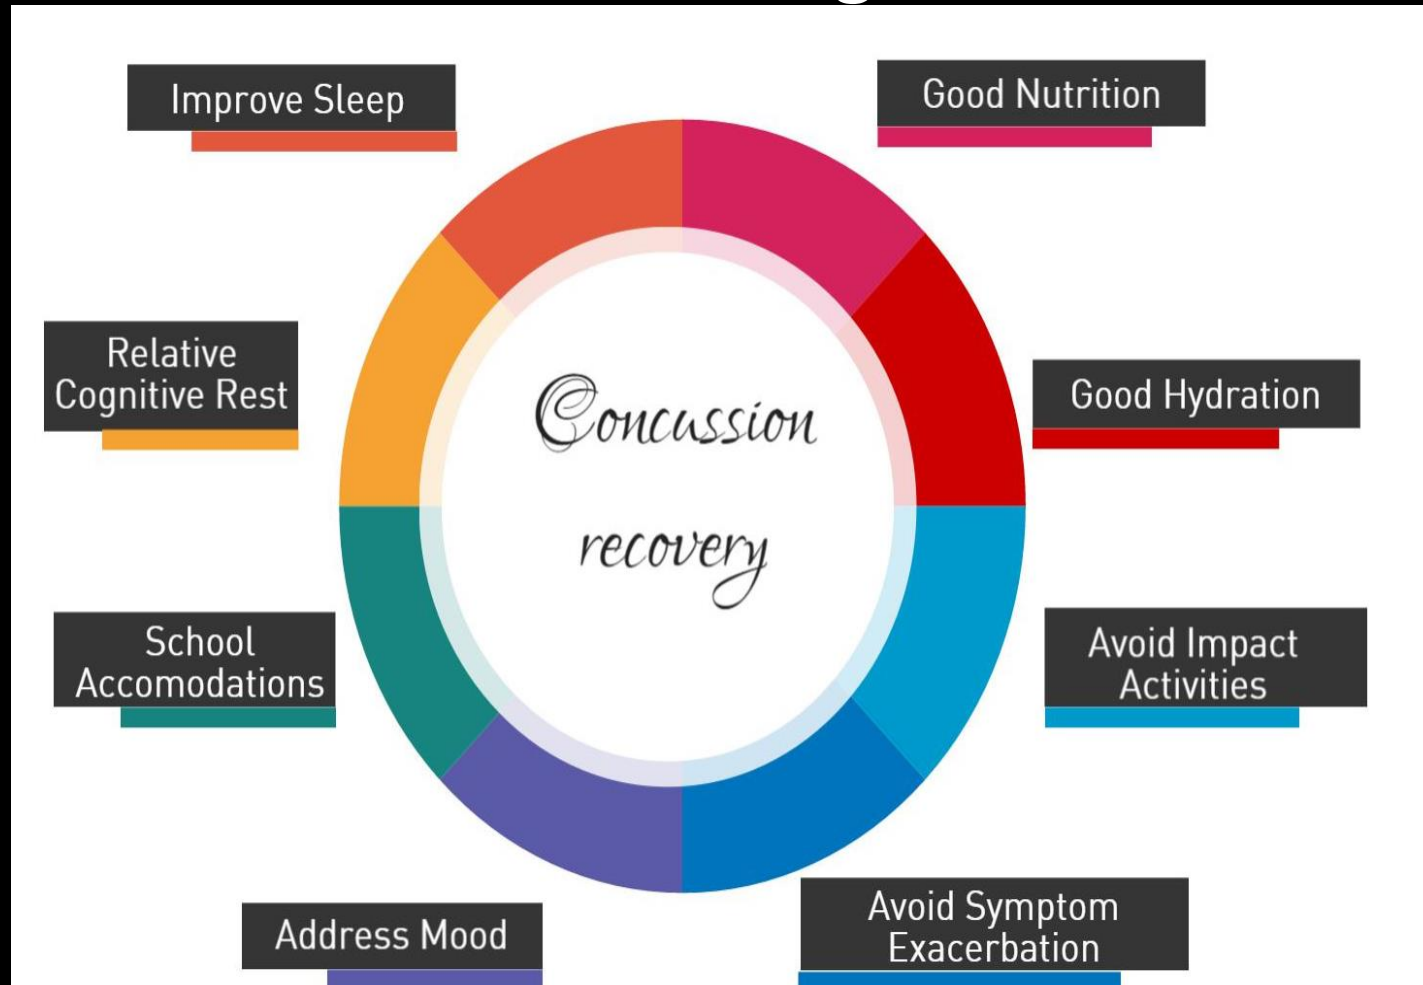 Improve Sleep
Good Nutrition
Relative
Cognitive Rest
Concussion
recovery
Good Hydration
School
Accomodations
Avoid Impact
Activities
Address Mood
Avoid Symptom
Exacerbation